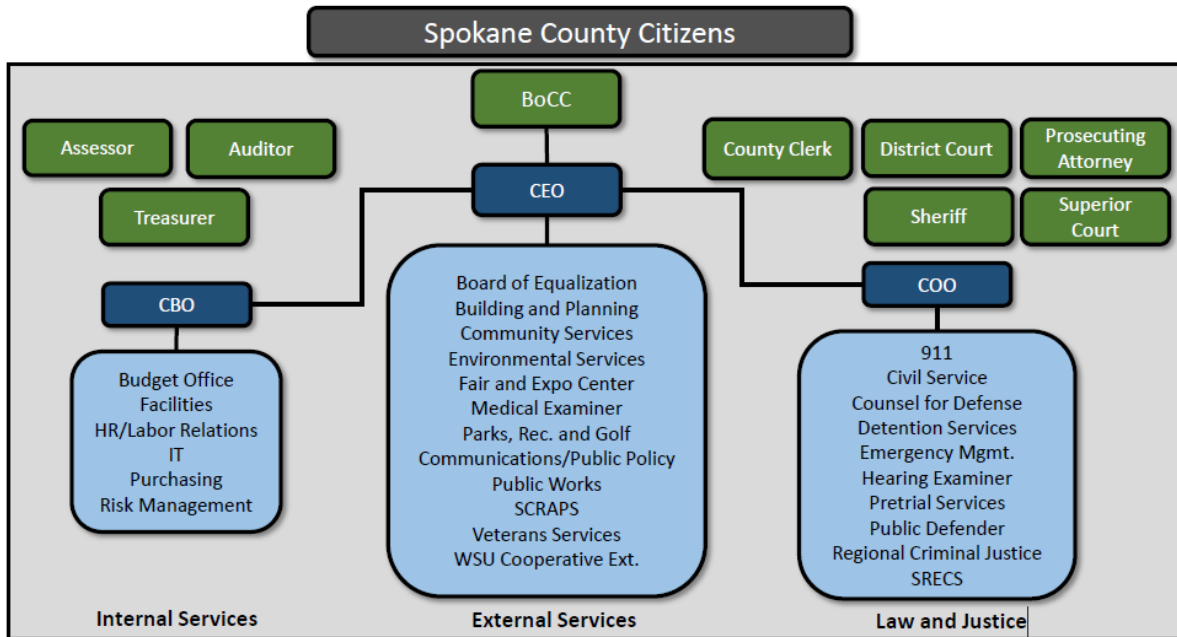 Spokane County Citizens
BoCC
Assessor
Auditor
Treasurer
CEO
County Clerk
District Court
Prosecuting
Attorney
Sheriff
Superior
Court
CBO
COO
Budget Office
Facilities
HR/Labor Relations
IT
Purchasing
Risk Management
Board of Equalization
Building and Planning
Community Services
Environmental Services
Fair and Expo Center
Medical Examiner
Parks, Rec. and Golf
Communications/Public Policy
Public Works
SCRAPS
Veterans Services
WSU Cooperative Ext.
911
Civil Service
Counsel for Defense
Detention Services
Emergency Mgmt.
Hearing Examiner
Pretrial Services
Public Defender
Regional Criminal Justice
SRECS
Internal Services
External Services
Law and Justice